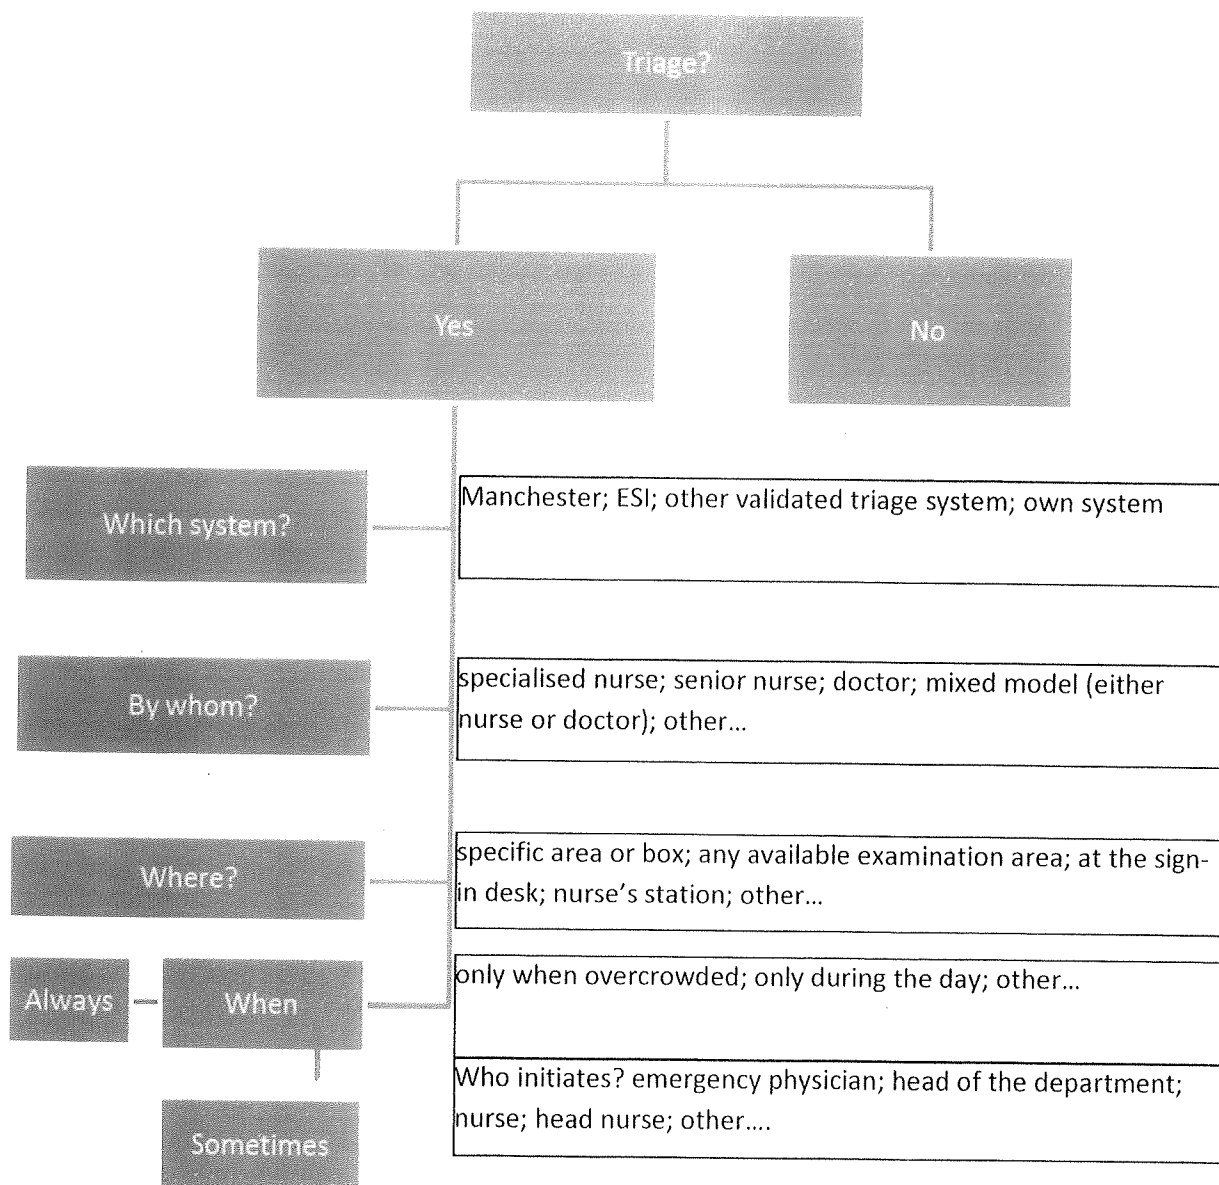 Triage?
Yes
No
Which system?
Manchester; ESI; other validated triage system; own system
By whom?
specialised nurse; senior nurse; doctor; mixed model (either
nurse or doctor); other...
Where?
specific area or box; any available examination area; at the sign-
in desk; nurse's station; other...
Always
When
only when overcrowded; only during the day; other...
Who initiates? emergency physician; head of the department;
nurse; head nurse; other....
Sometimes